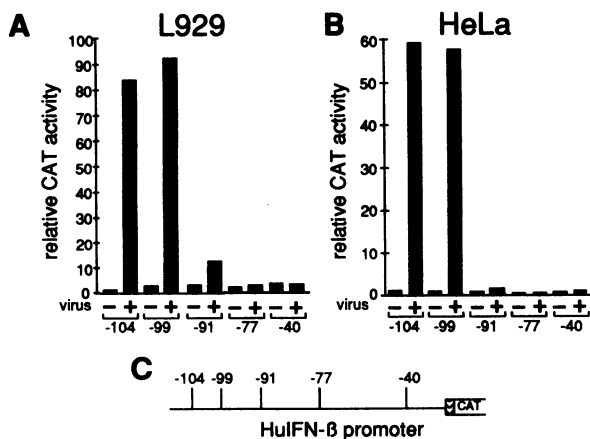 A
L929
relative CAT activity
100
90
80
70
60
50
40
30
20
10
0
virus
− + − + − + − + − +
-104 -99 -91 -77 -40
B
HeLa
relative CAT activity
60
50
40
30
20
10
0
virus
− + − + − + − + − +
-104 -99 -91 -77 -40
C
-104 -99 -91 -77 -40
CAT
HuIFN-ß promoter